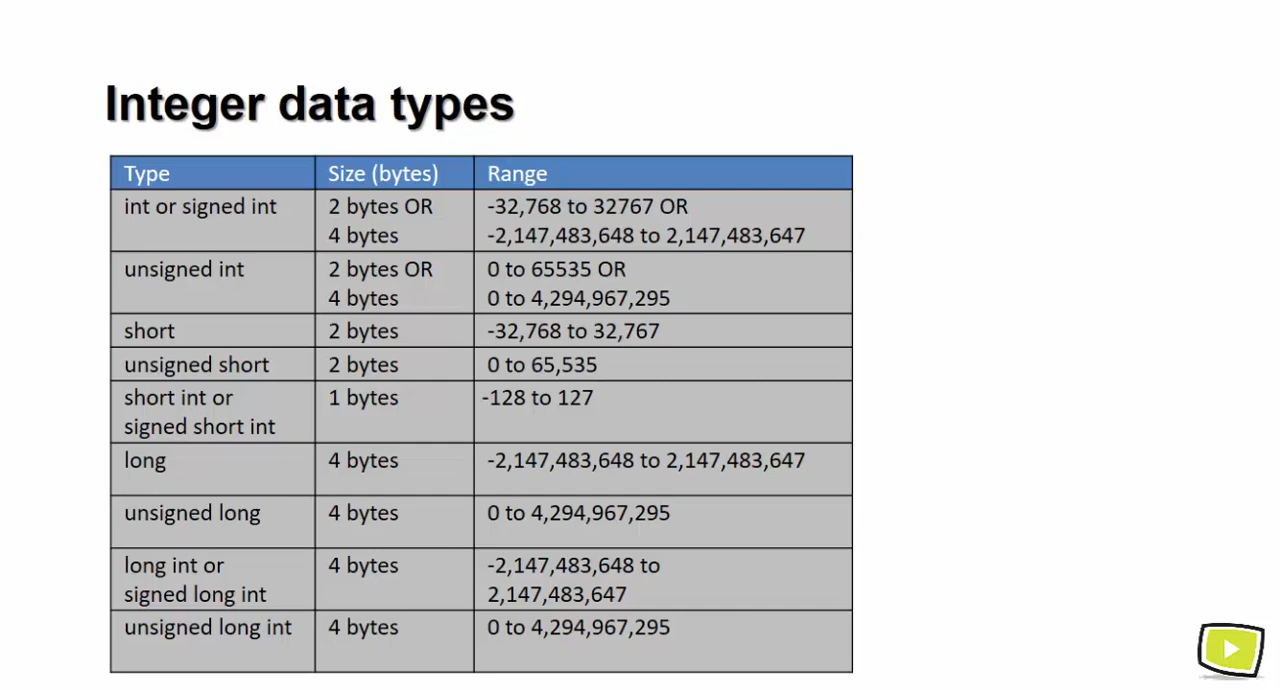 Integer data types
Type Size (bytes) Range
int or signed int 2 bytes OR -32,768 to 32767 OR
4 bytes -2,147,483,648 to 2,147,483,647
unsigned int 2 bytes OR 0 to 65535 OR
4 bytes 0 to 4,294,967,295
short 2 bytes -32,768 to 32,767
unsigned short 2 bytes 0 to 65,535
short int or 1 bytes -128 to 127
signed short int
long 4 bytes -2,147,483,648 to 2,147,483,647
unsigned long 4 bytes 0 to 4,294,967,295
long int or 4 bytes -2,147,483,648 to
signed long int 2,147,483,647
unsigned long int 4 bytes 0 to 4,294,967,295